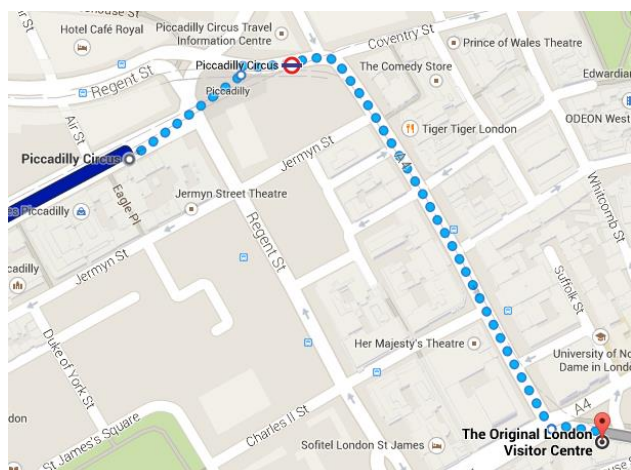 Hotel Café Royal
Piccadilly Circus Travel
Information Centre
Coventry St
Prince of Wales Theatre
Regent St
Piccadilly Circus
The Comedy Store
Edwardian
Piccadilly
ODEON West
Air St
Tiger Tiger London
Piccadilly Circus
Jermyn St
A4
Eagle Pl
Jermyn Street Theatre
Whitcomb St
es Piccadilly
Regent St
cadilly
Jermyn St
Suffolk St
Duke of York St
Her Majesty's Theatre
University of No
Dame in Londo
A4
don
Charles II St
St James's Square
Sofitel London St James
The Original London
Visitor Centre